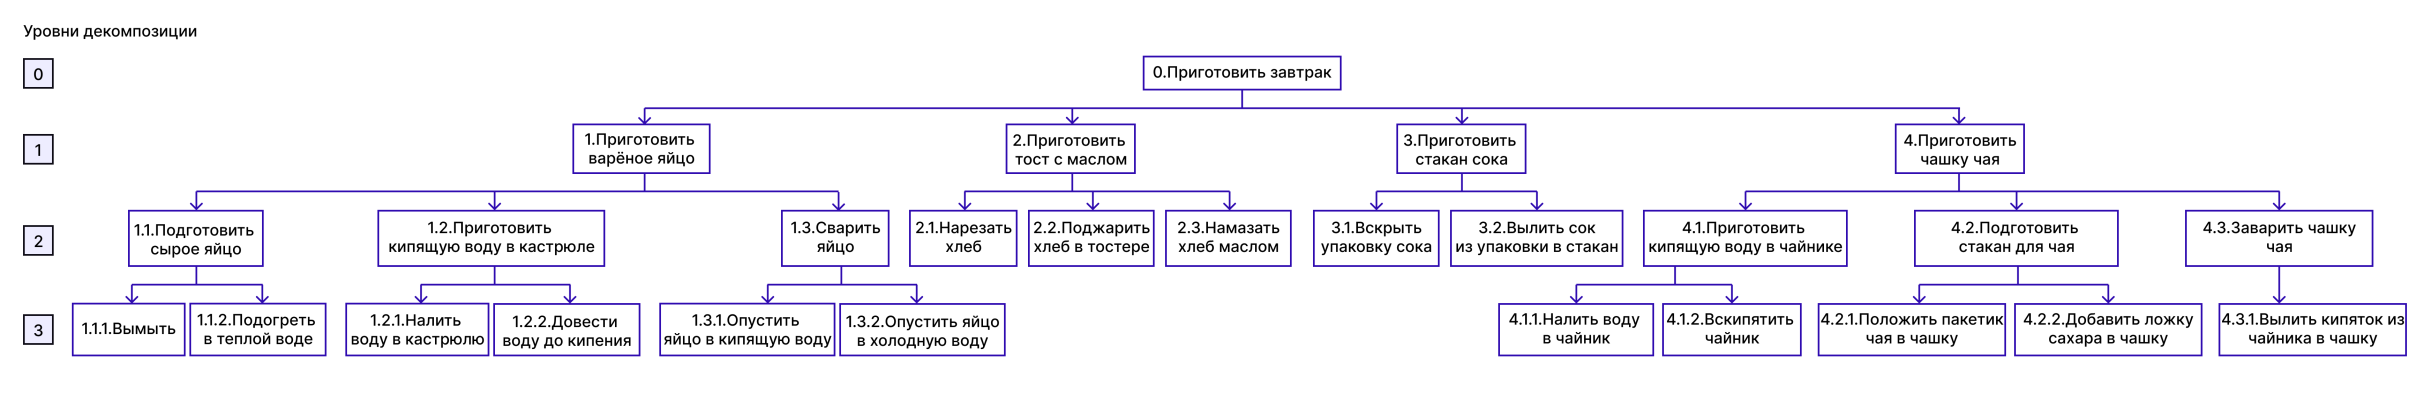 Уровни декомпозиции
0
0.Приготовить завтрак
1
1.Приготовить
варёное яйцо
2.Приготовить
тост с маслом
3.Приготовить
стакан сока
4.Приготовить
чашку чая
2
1.1.Подготовить
сырое яйцо
1.2.Приготовить
кипящую воду в кастрюле
1.3.Сварить
яйцо
2.1.Нарезать
хлеб
2.2.Поджарить
хлеб в тостере
2.3.Намазать
хлеб маслом
3.1.Вскрыть
упаковку сока
3.2.Вылить сок
из упаковки в стакан
4.1.Приготовить
кипящую воду в чайнике
4.2.Подготовить
стакан для чая
4.3.Заварить чашку
чая
3
1.1.1.Вымыть
1.1.2.Подогреть
в теплой воде
1.2.1.Налить
воду в кастрюлю
1.2.2.Довести
воду до кипения
1.3.1.Опустить
яйцо в кипящую воду
1.3.2.Опустить яйцо
в холодную воду
4.1.1.Налить воду
в чайник
4.1.2.Вскипятить
чайник
4.2.1.Положить пакетик
чая в чашку
4.2.2.Добавить ложку
сахара в чашку
4.3.1.Вылить кипяток из
чайника в чашку